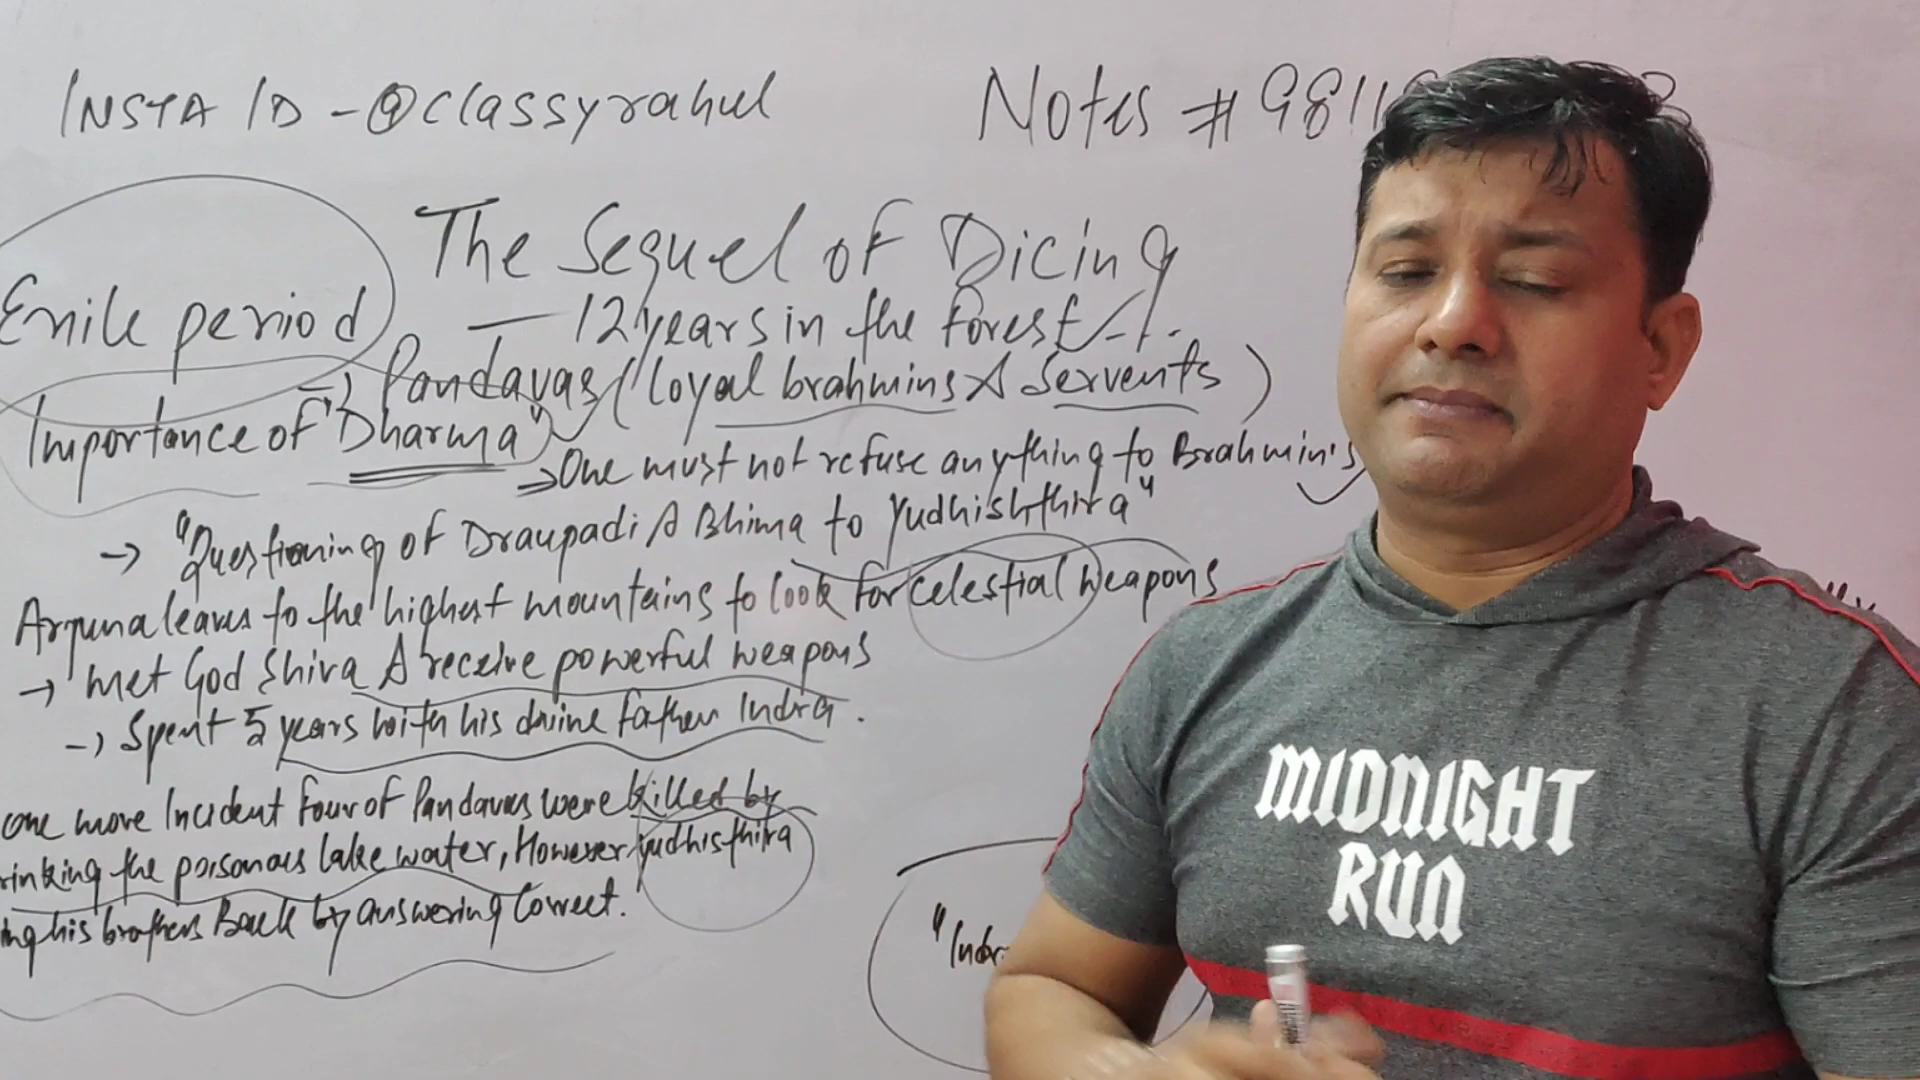 INSTA ID - @classyrahul
Notes # 9811
The Sequel of Dicing
Exile period
— 12 years in the forest
→ Pandavas (loyal brahmins & Servents)
Importance of "Dharma"
→ One must not refuse anything to Brahmin's
→ "Questioning of Draupadi & Bhima to Yudhishthira"
Arjuna leaves to the highest mountains to look for celestial weapons
→ met God Shiva & receive powerful weapons
→ Spent 5 years with his divine father Indra.
one more Incident four of Pandavas were killed by
rinking the poisonous lake water, However yudhisthira
ing his brothers Back by answering Correct.
"Indr
MIDNIGHT
RUN